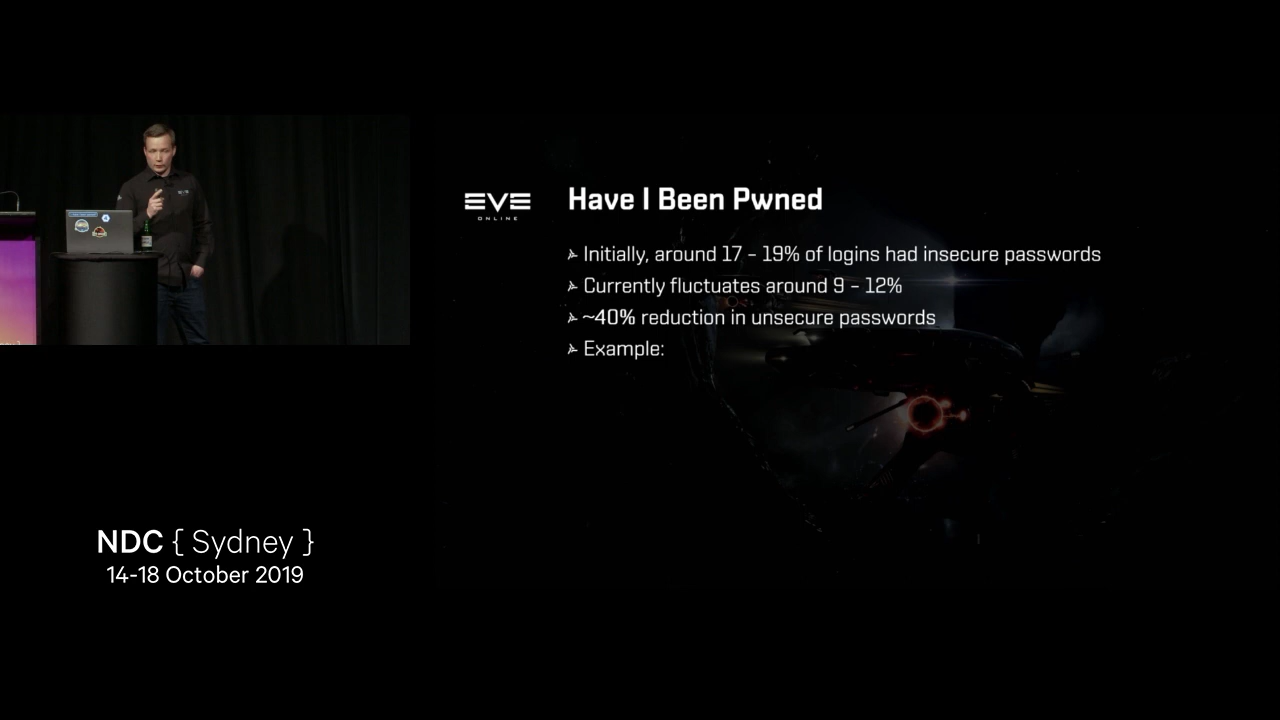 EVE
ONLINE
Have I Been Pwned
Initially, around 17 – 19% of logins had insecure passwords
Currently fluctuates around 9 – 12%
~40% reduction in unsecure passwords
Example:
NDC { Sydney }
14-18 October 2019